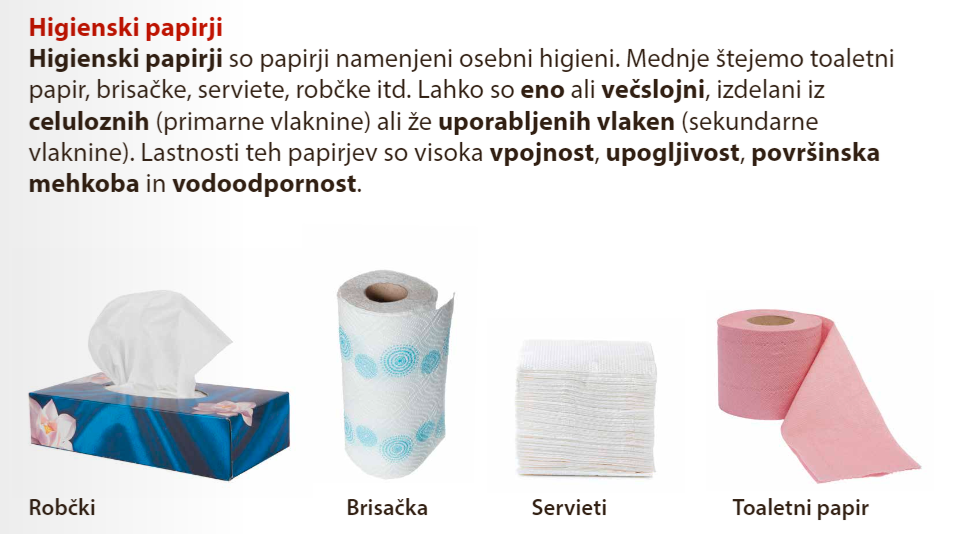 Higienski papirji
Higienski papirji so papirji namenjeni osebni higieni. Mednje štejemo toaletni
papir, brisačke, serviete, robčke itd. Lahko so eno ali večslojni, izdelani iz
celuloznih (primarne vlaknine) ali že uporabljenih vlaken (sekundarne
vlaknine). Lastnosti teh papirjev so visoka vpojnost, upogljivost, površinska
mehkoba in vodoodpornost.
Robčki
Brisačka
Servieti
Toaletni papir